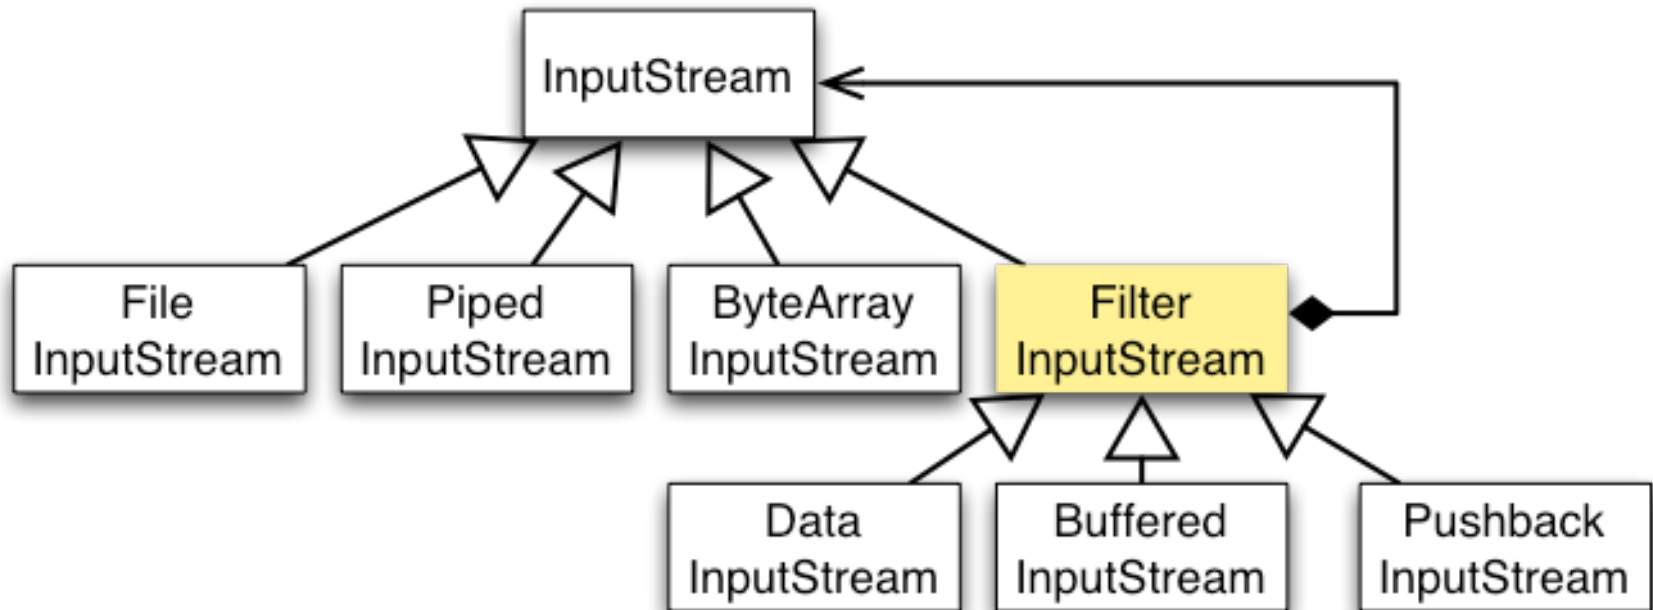 InputStream
File
InputStream
Piped
InputStream
ByteArray
InputStream
Filter
InputStream
Data
InputStream
Buffered
InputStream
Pushback
InputStream